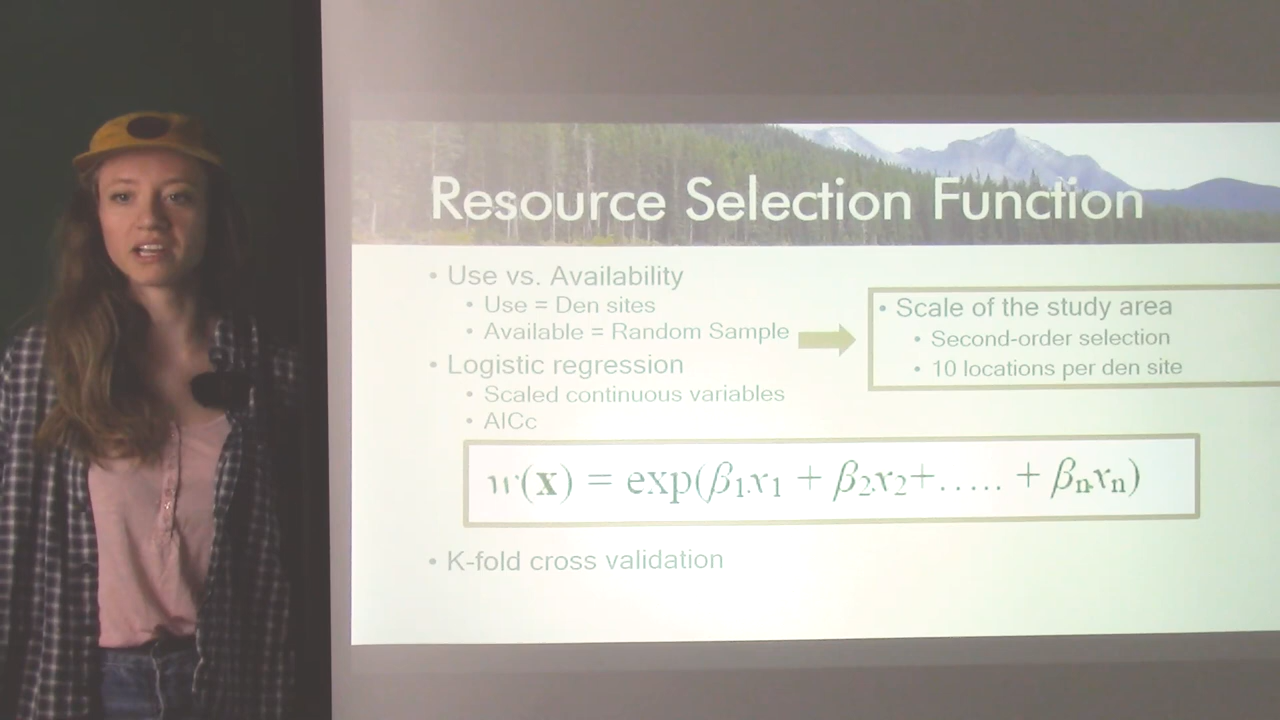 Resource Selection Function
• Use vs. Availability
• Use = Den sites
• Available = Random Sample
• Logistic regression
• Scaled continuous variables
• AICc
• Scale of the study area
• Second-order selection
• 10 locations per den site
w(x) = exp(β₁x₁ + β₂x₂+..... + βₙxₙ)
• K-fold cross validation